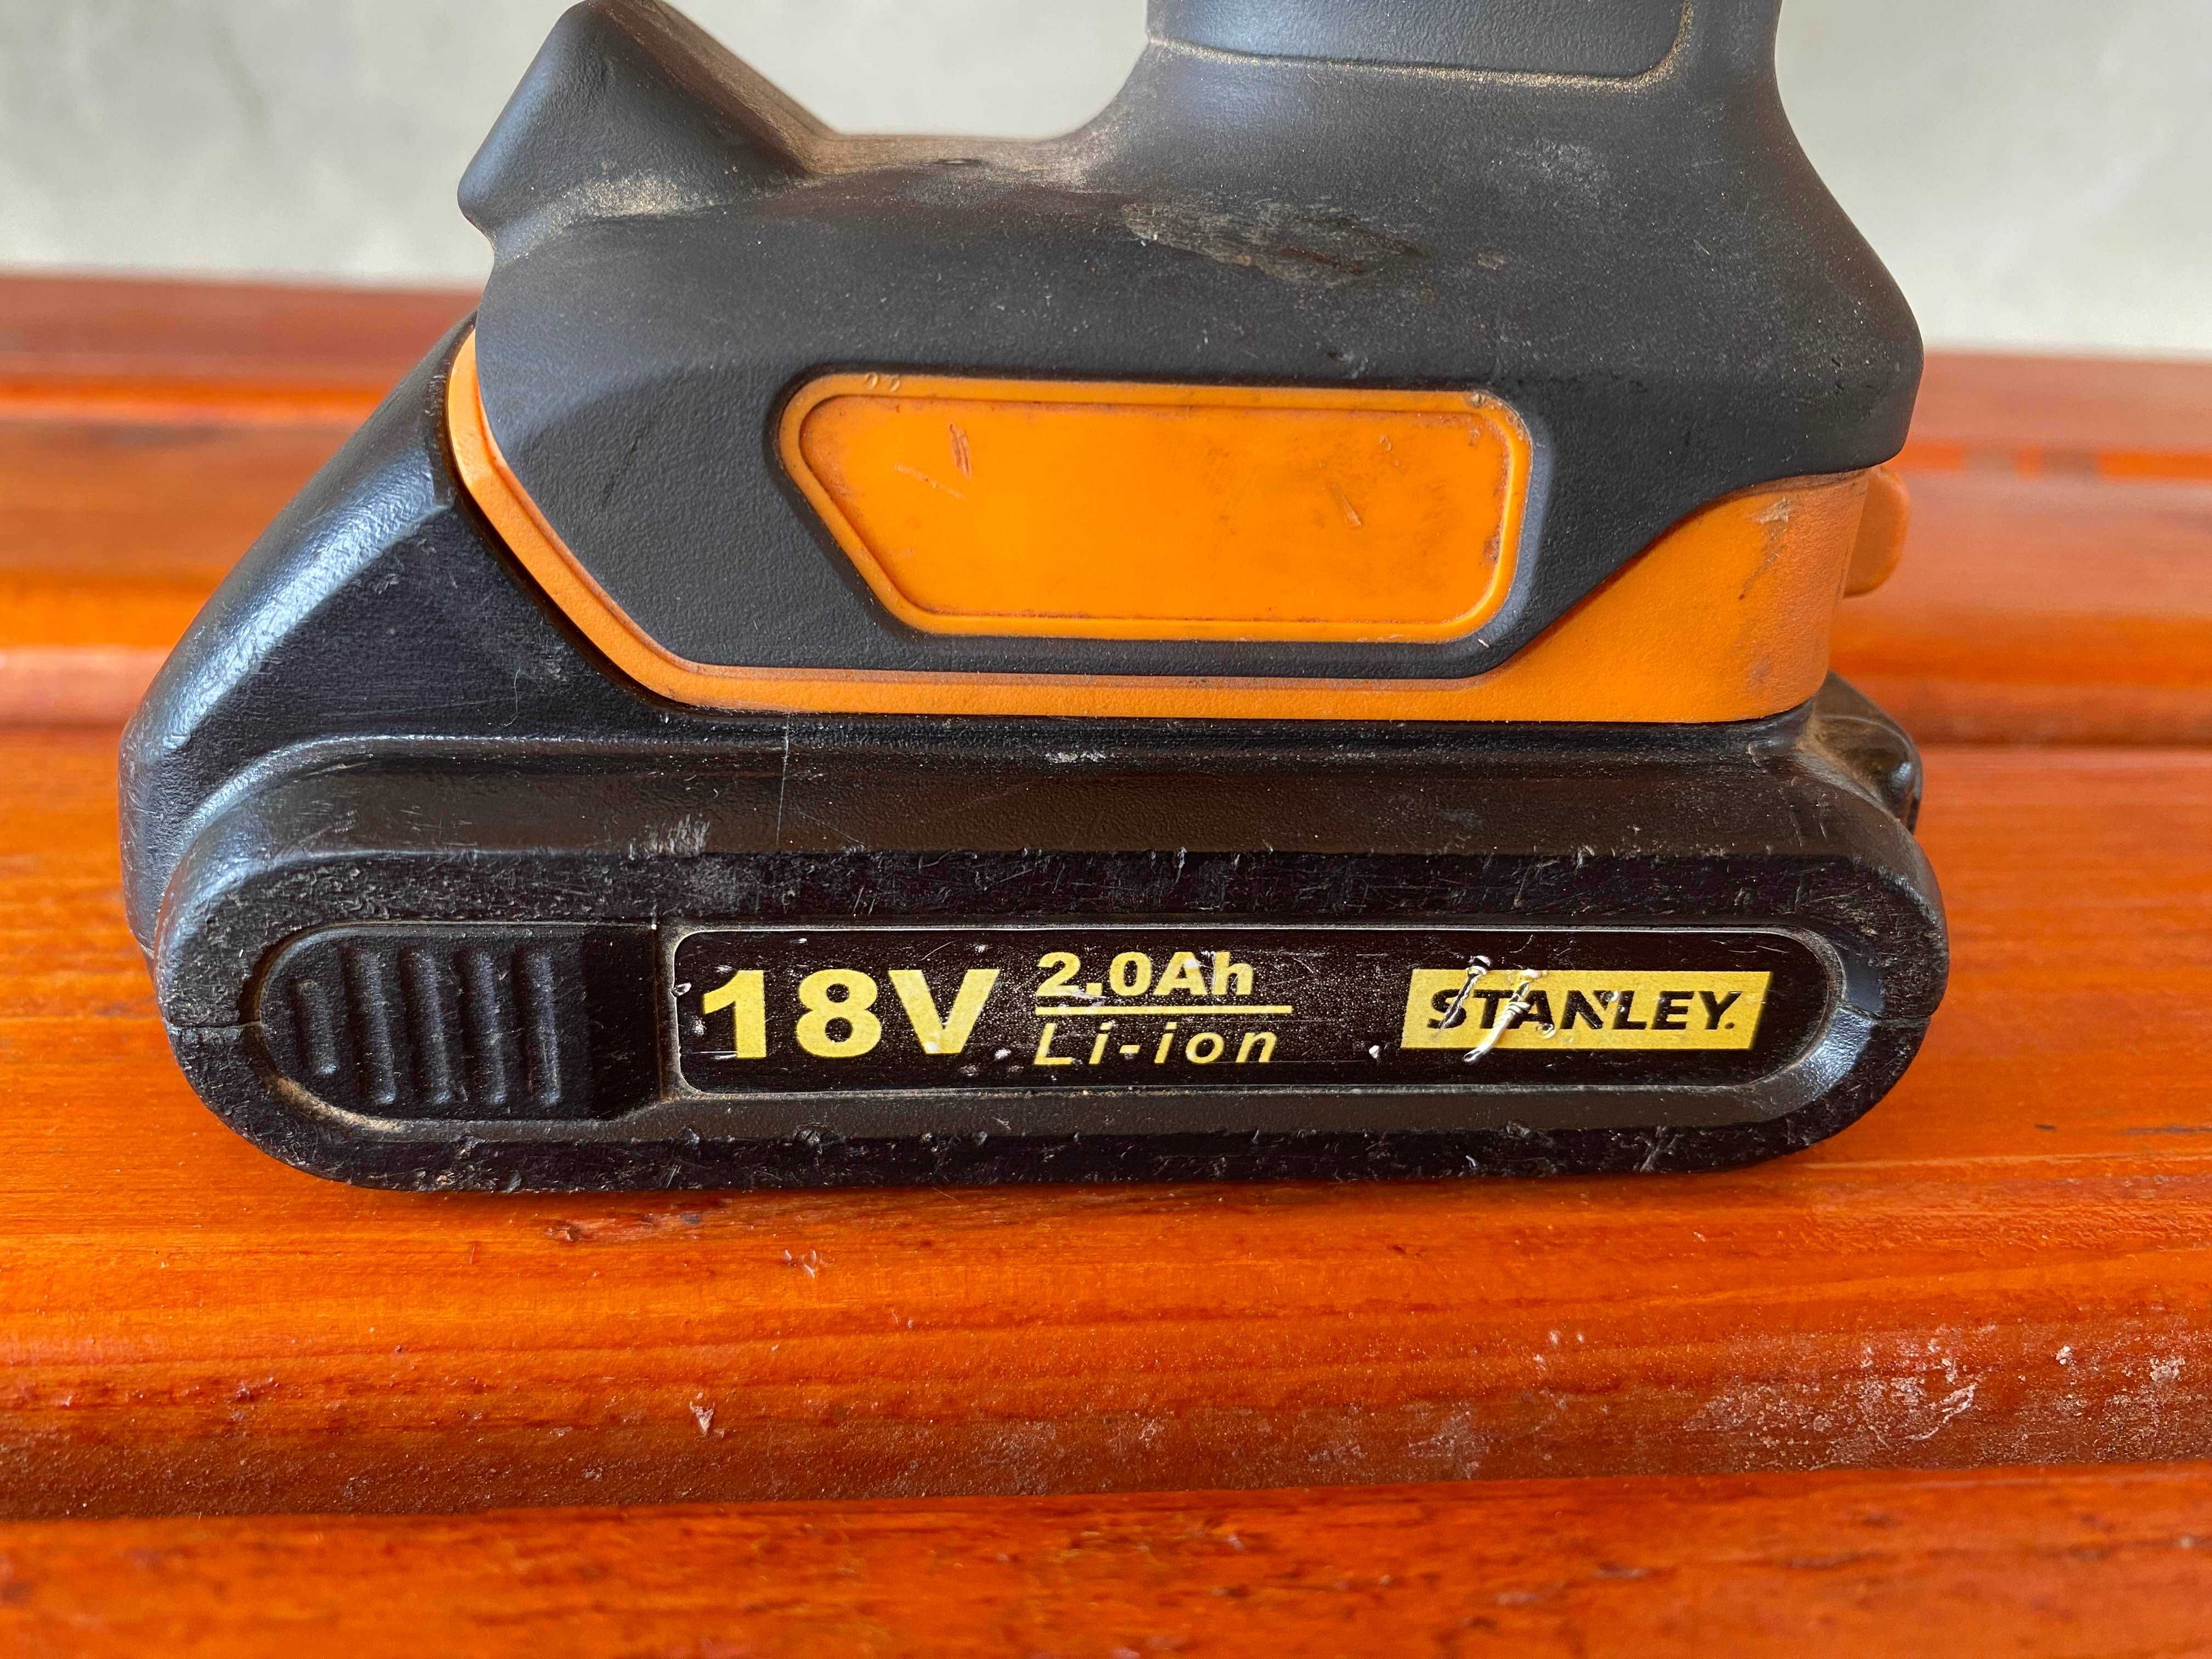 18V
2.0Ah
Li-ion
STANLEY.